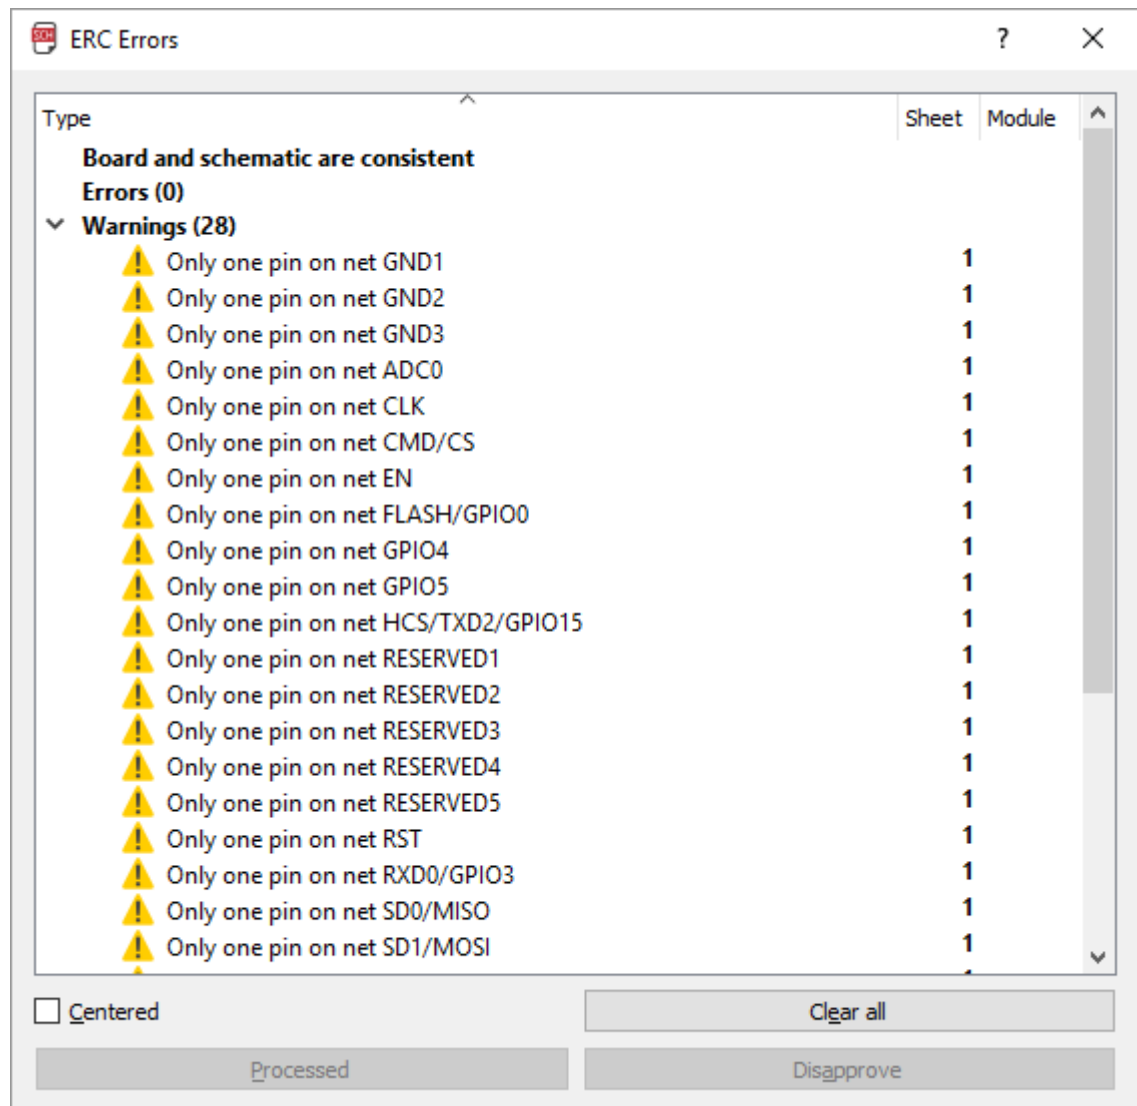 SCH ERC Errors ?
Type Sheet Module
Board and schematic are consistent
Errors (0)
Warnings (28)
Only one pin on net GND1 1
Only one pin on net GND2 1
Only one pin on net GND3 1
Only one pin on net ADC0 1
Only one pin on net CLK 1
Only one pin on net CMD/CS 1
Only one pin on net EN 1
Only one pin on net FLASH/GPIO0 1
Only one pin on net GPIO4 1
Only one pin on net GPIO5 1
Only one pin on net HCS/TXD2/GPIO15 1
Only one pin on net RESERVED1 1
Only one pin on net RESERVED2 1
Only one pin on net RESERVED3 1
Only one pin on net RESERVED4 1
Only one pin on net RESERVED5 1
Only one pin on net RST 1
Only one pin on net RXD0/GPIO3 1
Only one pin on net SD0/MISO 1
Only one pin on net SD1/MOSI 1
Centered Clear all
Processed Disapprove